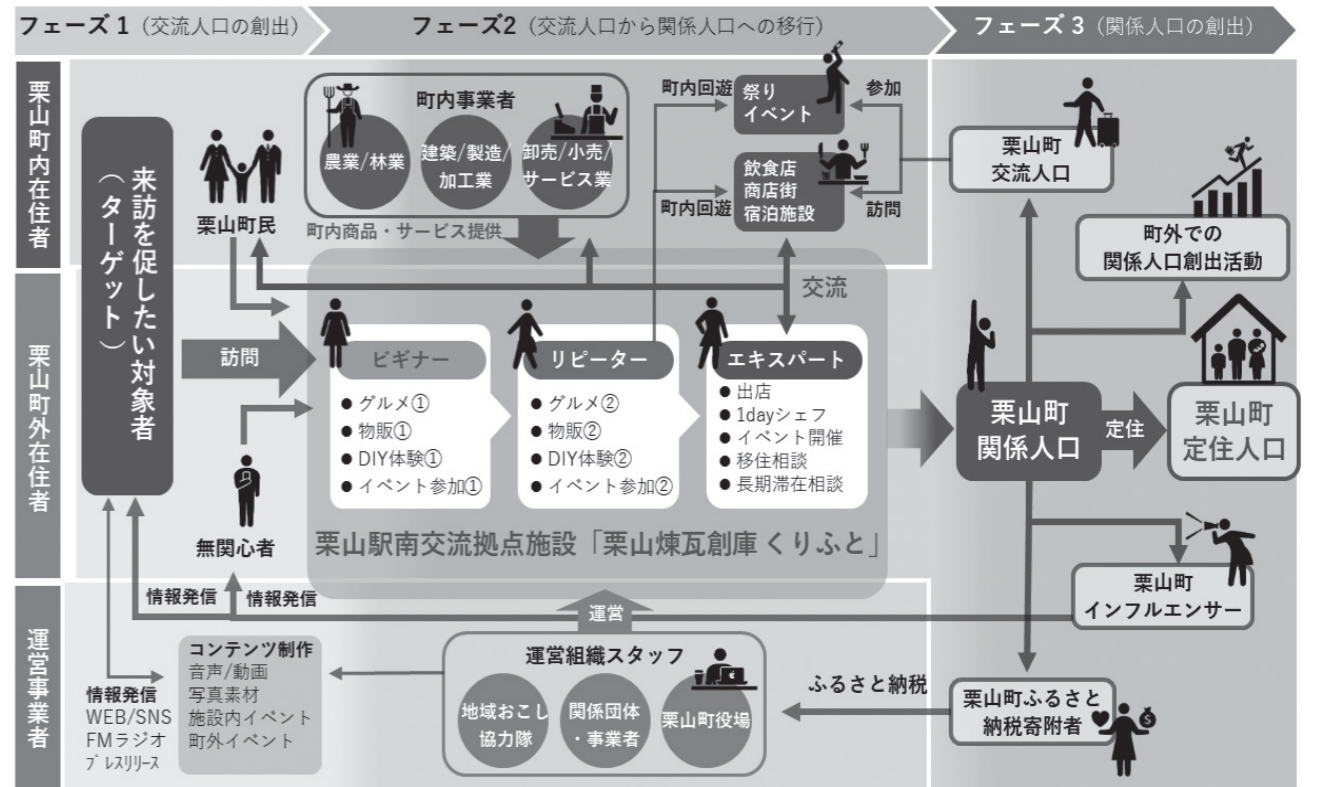 フェーズ 1（交流人口の創出）
フェーズ2（交流人口から関係人口への移行）
フェーズ 3（関係人口の創出）
栗山町内在住者
栗山町外在住者
運営事業者
来訪を促したい対象者
（ターゲット）
栗山町民
町内事業者
農業/林業
建築/製造/
加工業
卸売/小売/
サービス業
町内商品・サービス提供
町内回遊
祭り
イベント
参加
町内回遊
飲食店
商店街
宿泊施設
訪問
交流
訪問
無関心者
ビギナー
● グルメ①
● 物販①
● DIY体験①
● イベント参加①
リピーター
● グルメ②
● 物販②
● DIY体験②
● イベント参加②
エキスパート
● 出店
● 1dayシェフ
● イベント開催
● 移住相談
● 長期滞在相談
栗山駅南交流拠点施設「栗山煉瓦創庫 くりふと」
栗山町
交流人口
町外での
関係人口創出活動
栗山町
関係人口
定住
栗山町
定住人口
栗山町
インフルエンサー
栗山町ふるさと
納税寄附者
ふるさと納税
情報発信
情報発信
運営
運営組織スタッフ
地域おこし
協力隊
関係団体
・事業者
栗山町役場
コンテンツ制作
音声/動画
写真素材
施設内イベント
町外イベント
情報発信
WEB/SNS
FMラジオ
ﾌﾟﾚｽﾘﾘｰｽ